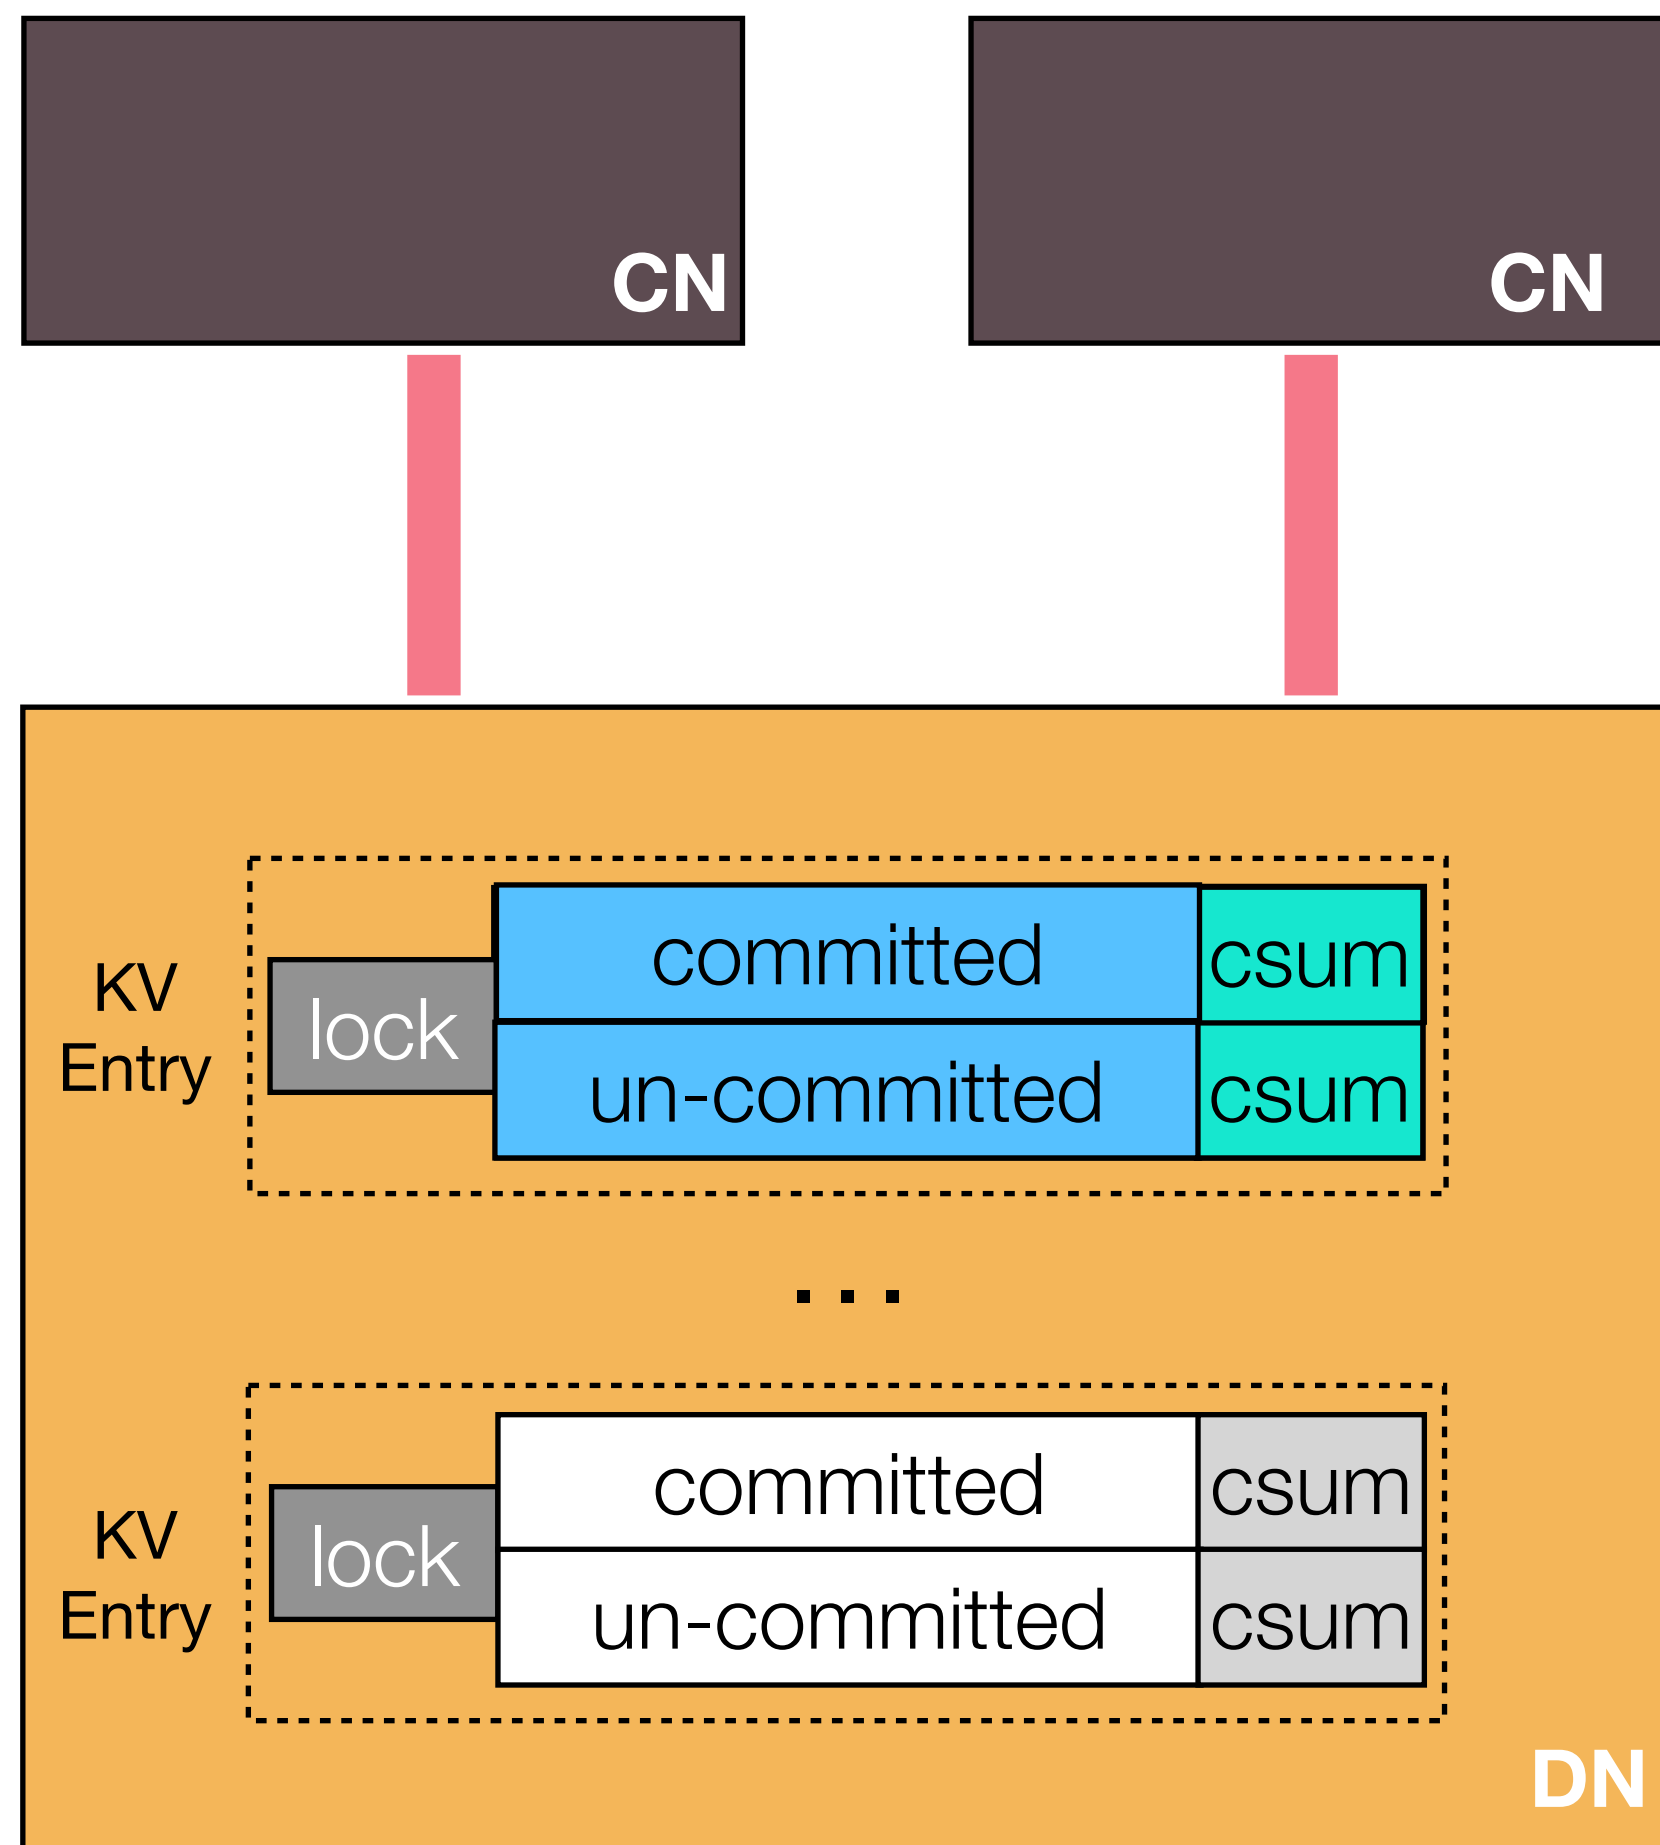 CN
CN
KV
Entry
lock
committed
csum
un-committed
csum
...
KV
Entry
lock
committed
csum
un-committed
csum
DN